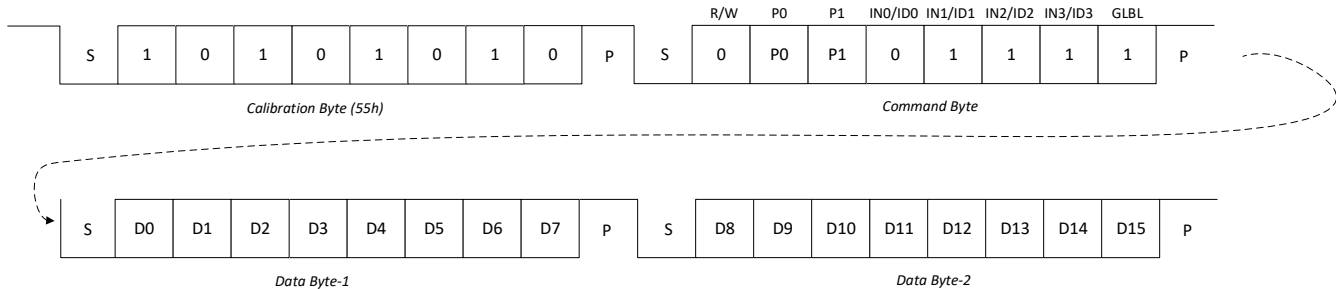 R/W P0 P1 IN0/ID0 IN1/ID1 IN2/ID2 IN3/ID3 GLBL
S 1 0 1 0 1 0 1 0 P S 0 P0 P1 0 1 1 1 1 P
Calibration Byte (55h) Command Byte
S D0 D1 D2 D3 D4 D5 D6 D7 P S D8 D9 D10 D11 D12 D13 D14 D15 P
Data Byte-1 Data Byte-2